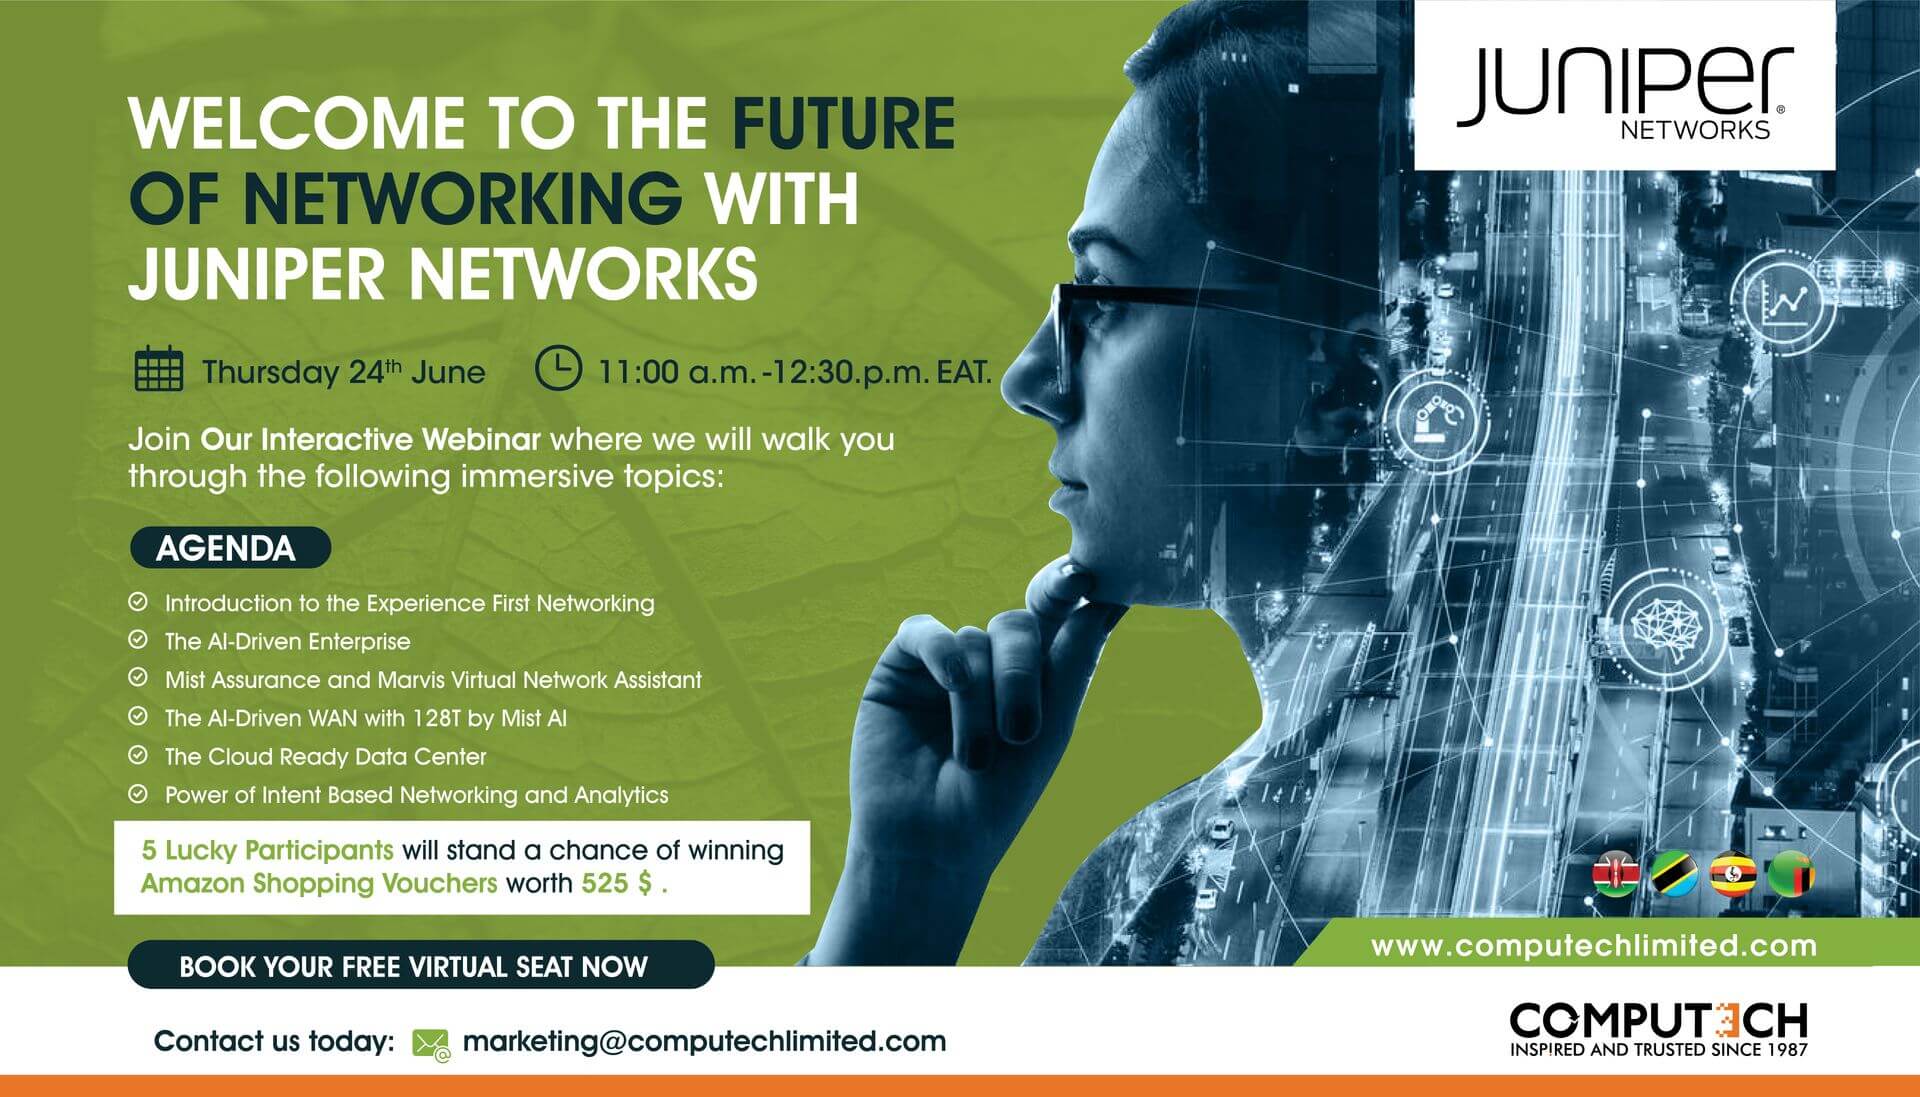 WELCOME TO THE FUTURE
OF NETWORKING WITH
JUNIPER NETWORKS
Thursday 24th June
11:00 a.m.-12:30.p.m. EAT.
Join Our Interactive Webinar where we will walk you
through the following immersive topics:
AGENDA
Introduction to the Experience First Networking
The AI-Driven Enterprise
Mist Assurance and Marvis Virtual Network Assistant
The AI-Driven WAN with 128T by Mist AI
The Cloud Ready Data Center
Power of Intent Based Networking and Analytics
5 Lucky Participants will stand a chance of winning
Amazon Shopping Vouchers worth 525 $ .
BOOK YOUR FREE VIRTUAL SEAT NOW
Contact us today: marketing@computechlimited.com
JUNIPer®
NETWORKS
www.computechlimited.com
COMPUTECH
INSP!RED AND TRUSTED SINCE 1987